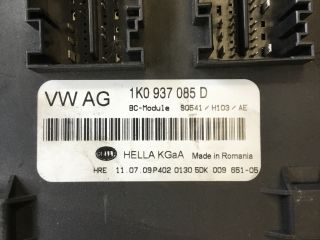 VW AG
1K0 937 085 D
BC-Module SG541/H103/AE
HELLA KGaA Made in Romania
HRE 11.07.09P402 0130 5DK 009 651-05